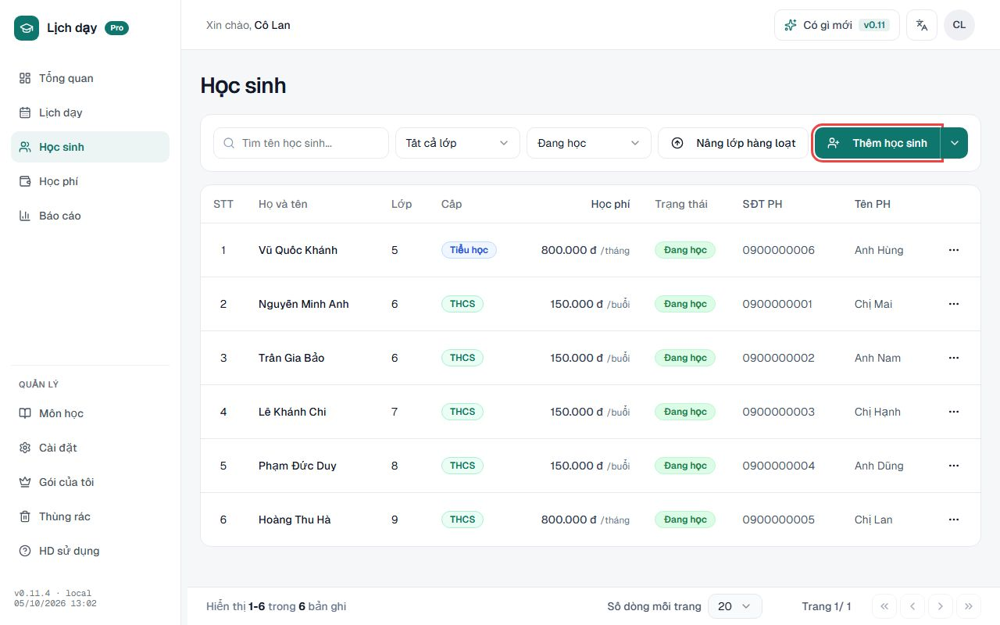 Lịch dạy Pro
Xin chào, Cô Lan
Có gì mới v0.11
CL
Tổng quan
Lịch dạy
Học sinh
Học phí
Báo cáo
QUẢN LÝ
Môn học
Cài đặt
Gói của tôi
Thùng rác
HD sử dụng
v0.11.4 · local
05/10/2026 13:02
Học sinh
Tìm tên học sinh... Tất cả lớp Đang học Nâng lớp hàng loạt Thêm học sinh
STT Họ và tên Lớp Cấp Học phí Trạng thái SĐT PH Tên PH
1 Vũ Quốc Khánh 5 Tiểu học 800.000 đ /tháng Đang học 0900000006 Anh Hùng
2 Nguyễn Minh Anh 6 THCS 150.000 đ /buổi Đang học 0900000001 Chị Mai
3 Trần Gia Bảo 6 THCS 150.000 đ /buổi Đang học 0900000002 Anh Nam
4 Lê Khánh Chi 7 THCS 150.000 đ /buổi Đang học 0900000003 Chị Hạnh
5 Phạm Đức Duy 8 THCS 150.000 đ /buổi Đang học 0900000004 Anh Dũng
6 Hoàng Thu Hà 9 THCS 800.000 đ /tháng Đang học 0900000005 Chị Lan
Hiển thị 1-6 trong 6 bản ghi
Số dòng mỗi trang 20 Trang 1/ 1